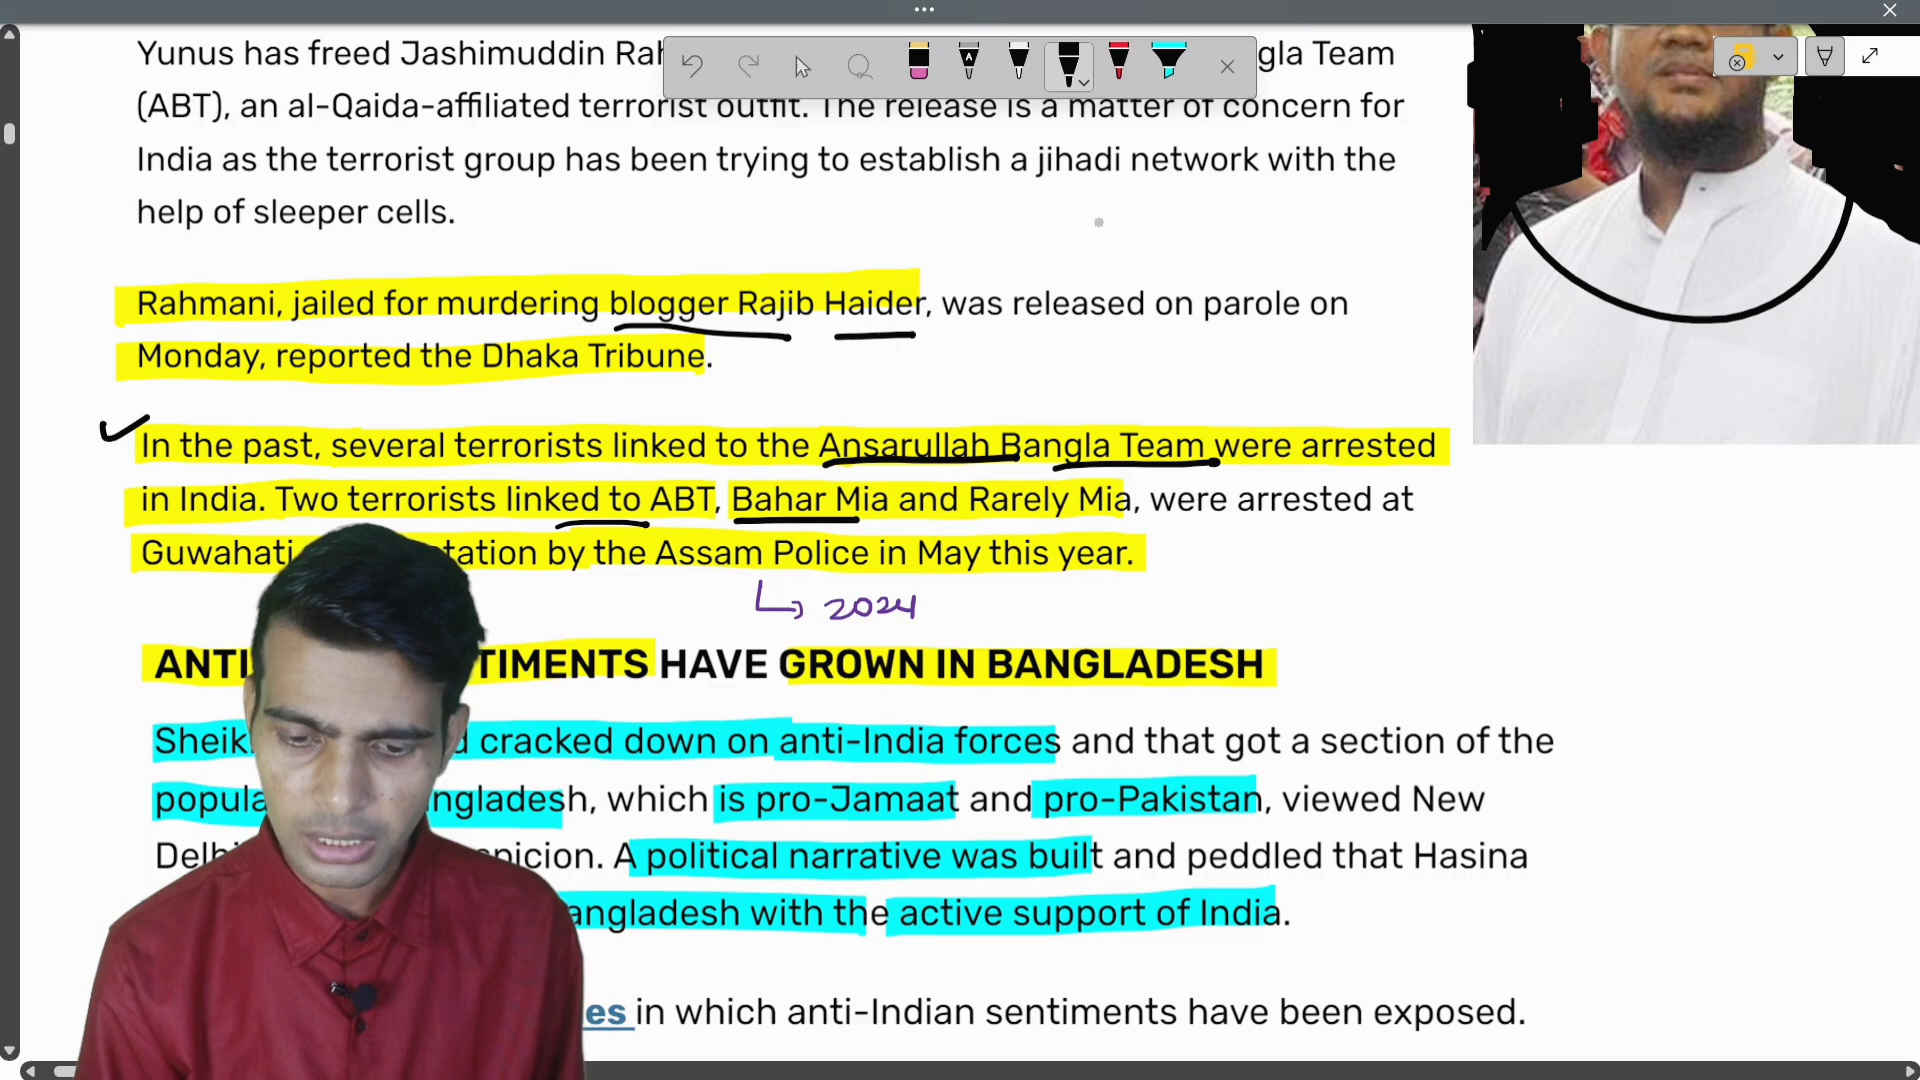 Yunus has freed Jashimuddin gla Team
(ABT), an al-Qaida-affiliated terrorist outfit. The release is a matter of concern for
India as the terrorist group has been trying to establish a jihadi network with the
help of sleeper cells.
Rahmani, jailed for murdering blogger Rajib Haider, was released on parole on
Monday, reported the Dhaka Tribune.
In the past, several terrorists linked to the Ansarullah Bangla Team were arrested
in India. Two terrorists linked to ABT, Bahar Mia and Rarely Mia, were arrested at
Guwahati tation by the Assam Police in May this year.
2024
ANTI TIMENTS HAVE GROWN IN BANGLADESH
Sheik d cracked down on anti-India forces and that got a section of the
popula ngladesh, which is pro-Jamaat and pro-Pakistan, viewed New
Delh picion. A political narrative was built and peddled that Hasina
angladesh with the active support of India.
es in which anti-Indian sentiments have been exposed.